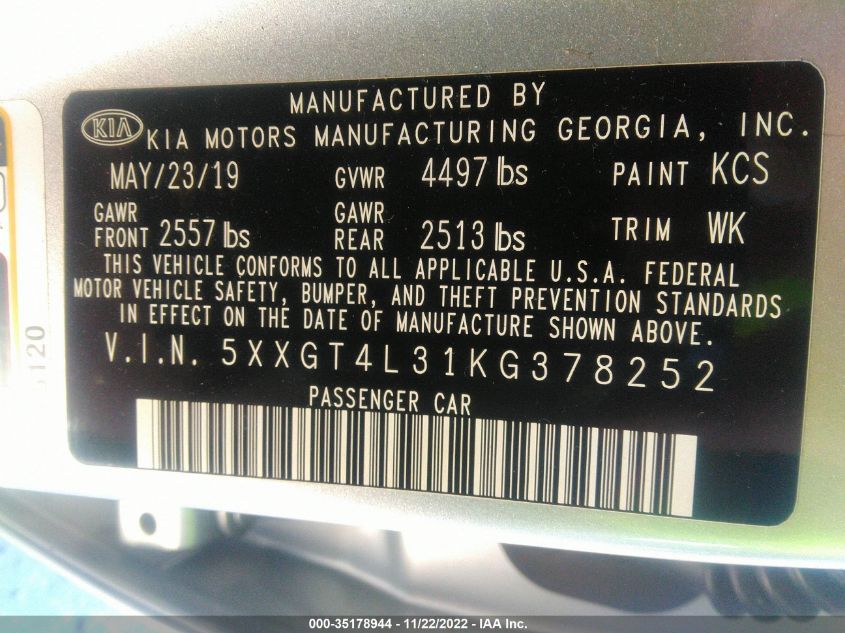 MANUFACTURED BY
KIA KIA MOTORS MANUFACTURING GEORGIA, INC.
MAY/23/19 GVWR 4497 lbs PAINT KCS
GAWR FRONT 2557 lbs GAWR REAR 2513 lbs TRIM WK
THIS VEHICLE CONFORMS TO ALL APPLICABLE U.S.A. FEDERAL
MOTOR VEHICLE SAFETY, BUMPER, AND THEFT PREVENTION STANDARDS
IN EFFECT ON THE DATE OF MANUFACTURE SHOWN ABOVE.
V.I.N. 5XXGT4L31KG378252
PASSENGER CAR
000-35178944 - 11/22/2022 - IAA Inc.